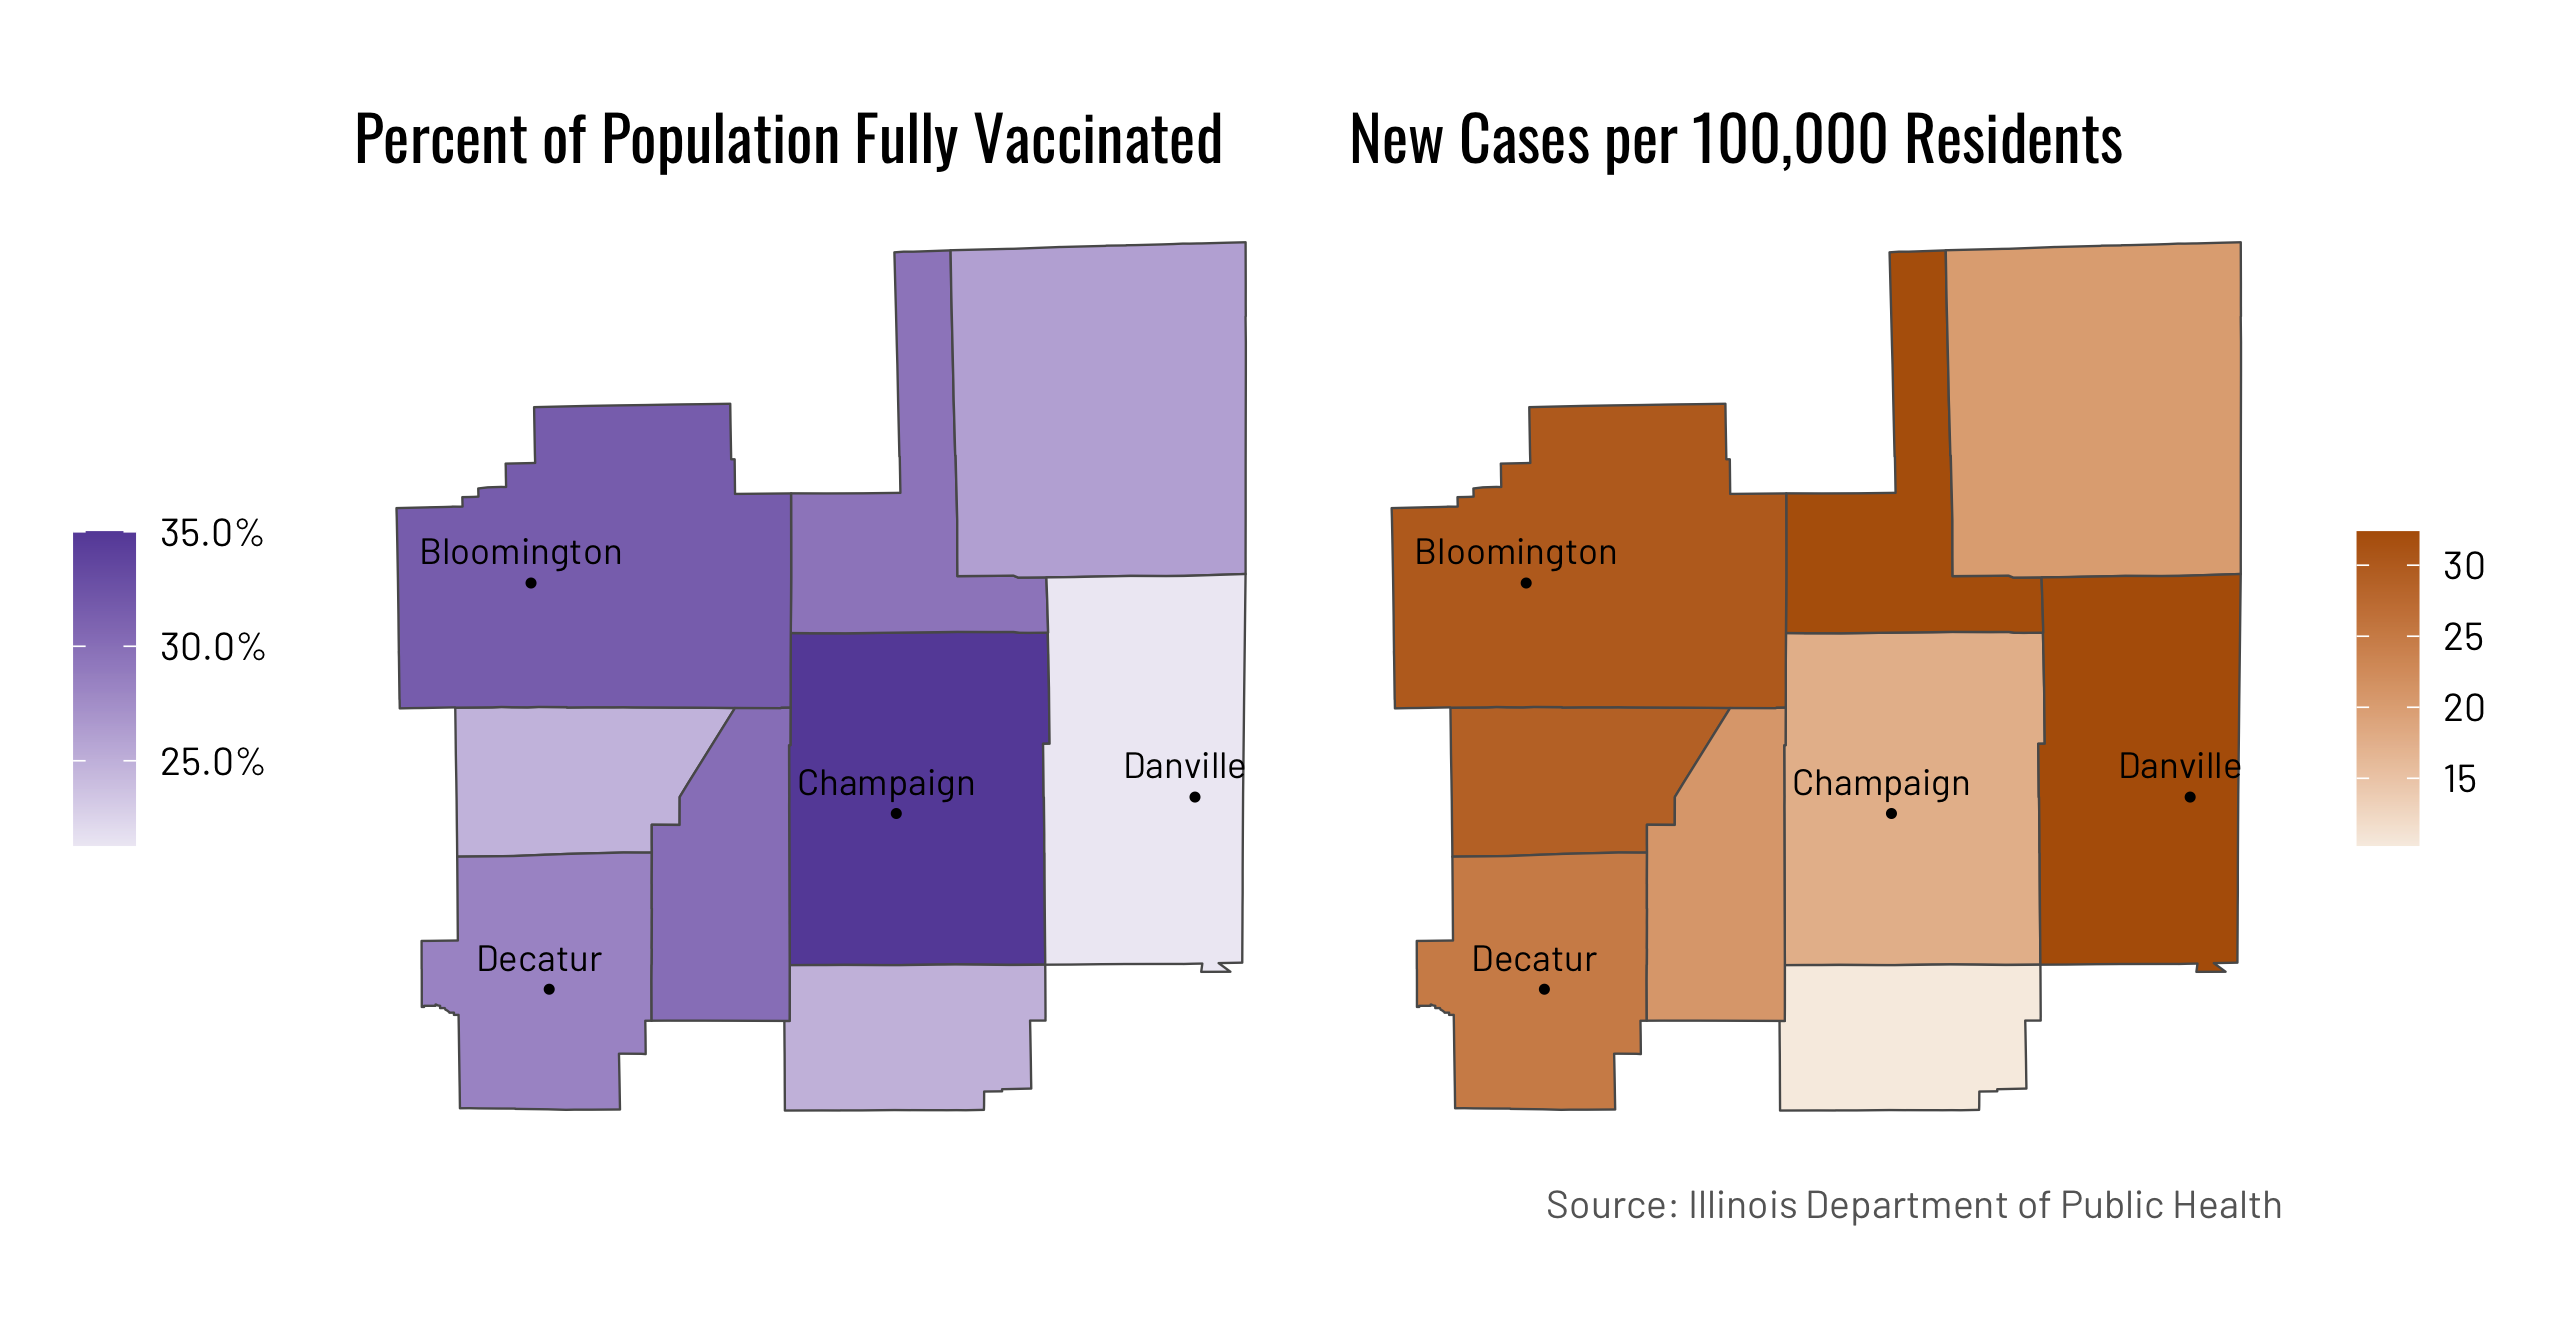 Percent of Population Fully Vaccinated
New Cases per 100,000 Residents
35.0%
30.0%
25.0%
Bloomington
Champaign
Danville
Decatur
Bloomington
Champaign
Danville
Decatur
30
25
20
15
Source: Illinois Department of Public Health